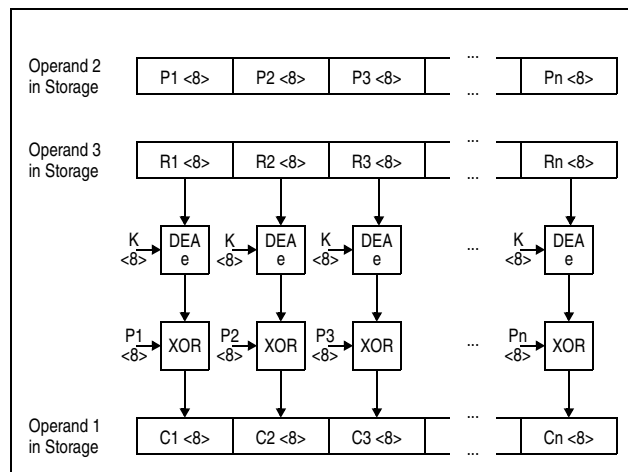 Operand 2
in Storage
P1 <8> P2 <8> P3 <8> ... ... Pn <8>
Operand 3
in Storage
R1 <8> R2 <8> R3 <8> ... ... Rn <8>
K <8> DEA e K <8> DEA e K <8> DEA e ... K <8> DEA e
P1 <8> XOR P2 <8> XOR P3 <8> XOR ... Pn <8> XOR
Operand 1
in Storage
C1 <8> C2 <8> C3 <8> ... ... Cn <8>